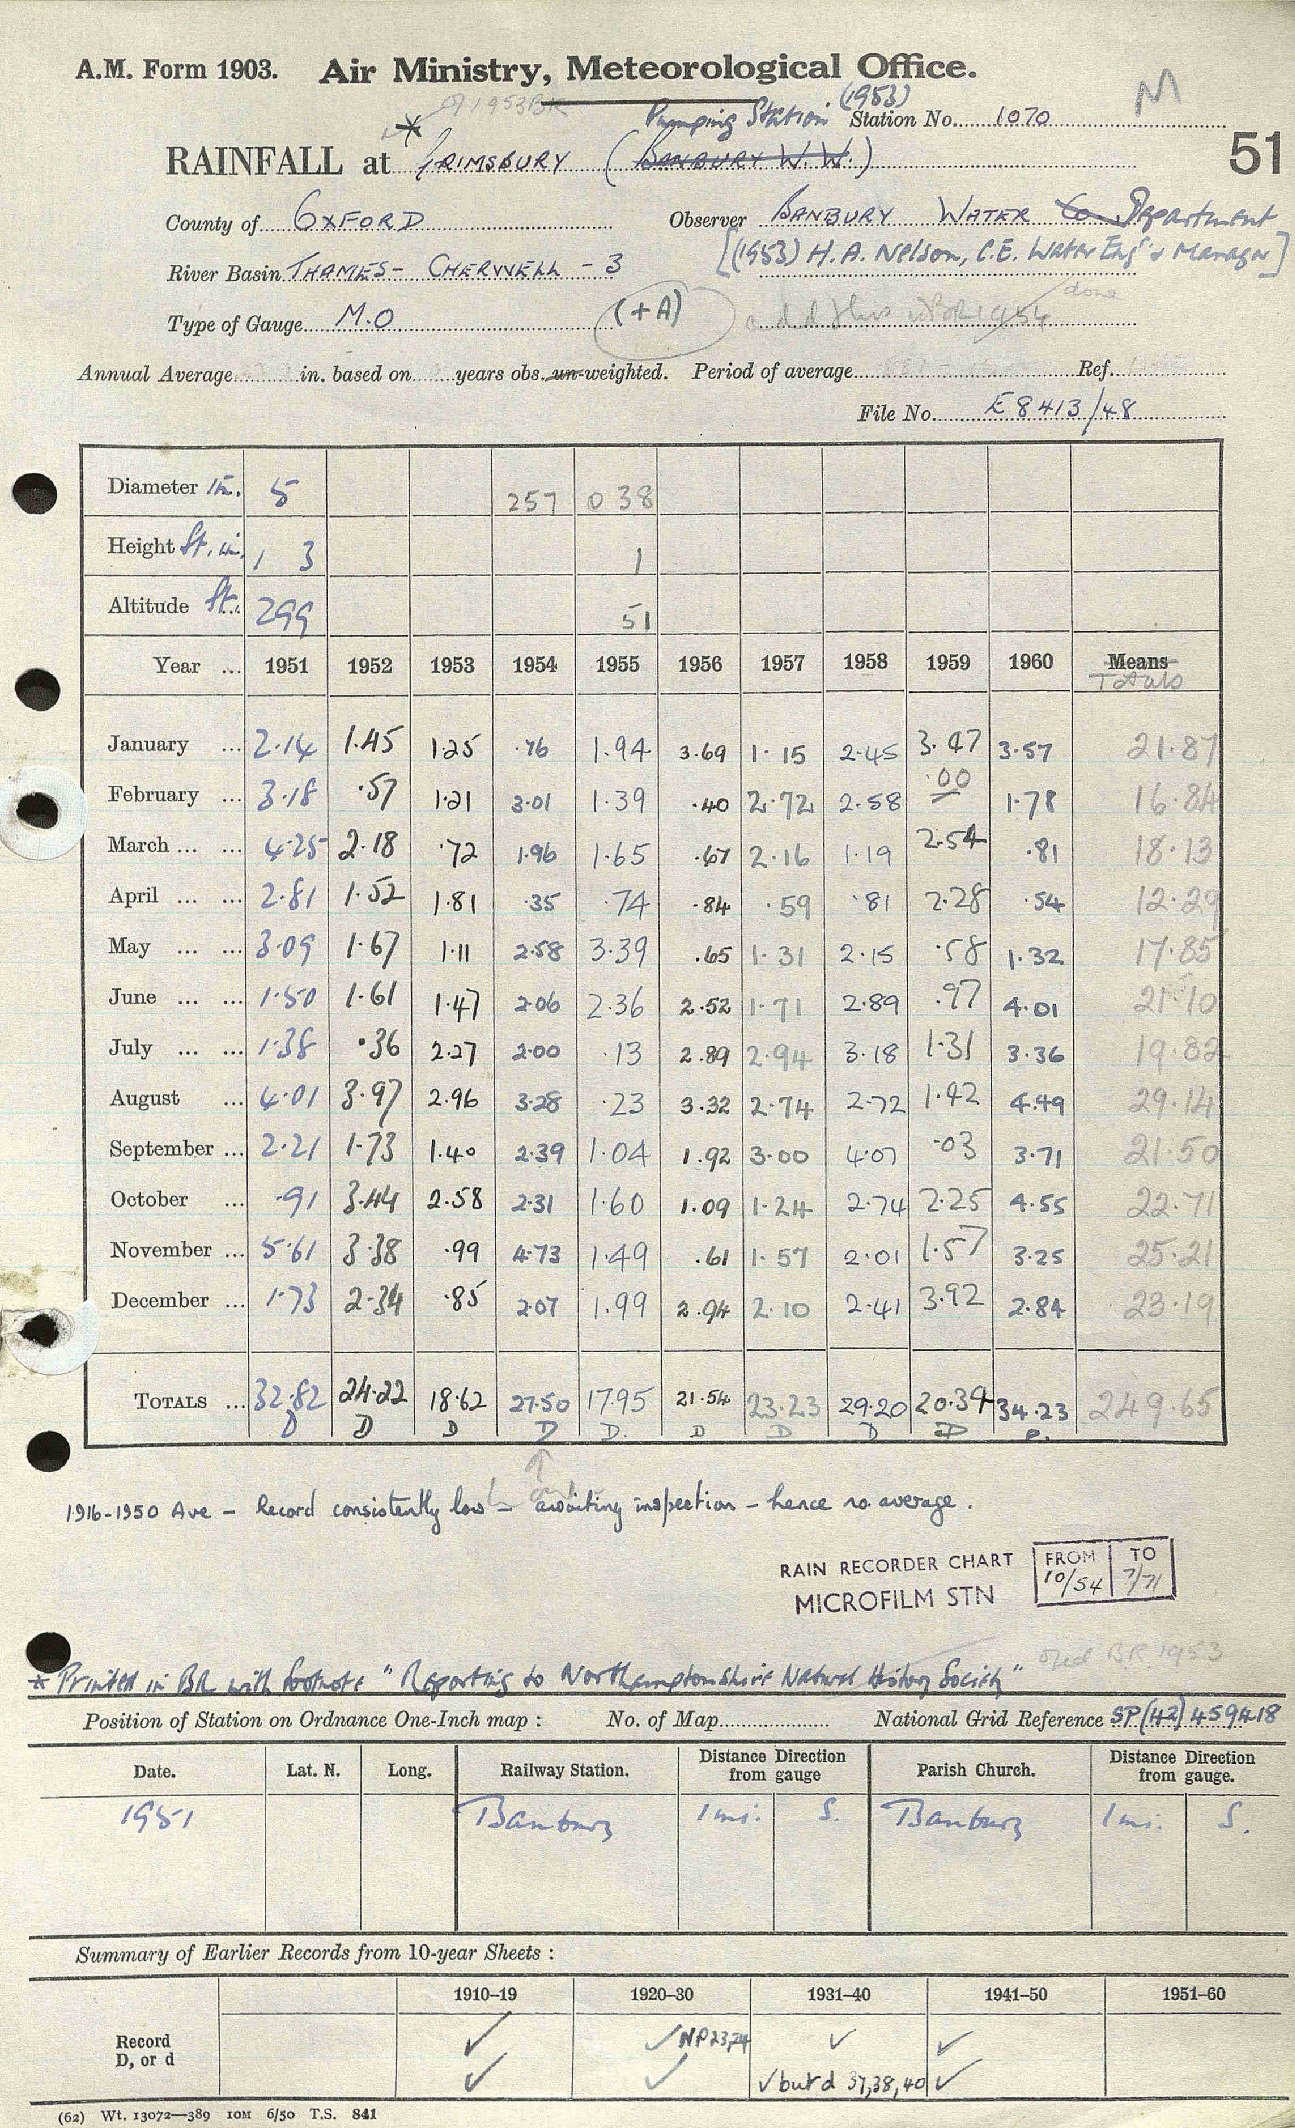 A.M. Form 1903. Air Ministry, Meteorological Office.
Pumping Station (1953) Station No. 1070 M
RAINFALL at * GRIMSBURY (BANBURY W.W.) 51
County of OXFORD Observer BANBURY WATER Co. Department
[(1953) H.A. Nelson, C.E. Water Engr & Manager]
River Basin THAMES - CHERWELL - 3
Type of Gauge M.O (+A) done
Annual Average in. based on years obs. un-weighted. Period of average Ref.
File No. E8413/48
Diameter in. 5 257 0 38
Height ft. in. 1 3 1
Altitude ft. 299 51
Year ... 1951 1952 1953 1954 1955 1956 1957 1958 1959 1960 Means Totals
January ... 2.14 1.45 1.25 .76 1.94 3.69 1.15 2.45 3.47 3.57 21.87
February ... 3.18 .57 1.21 3.01 1.39 .40 2.72 2.58 .00 1.78 16.84
March ... ... 4.25 2.18 .72 1.96 1.65 .67 2.16 1.19 2.54 .81 18.13
April ... ... 2.81 1.52 1.81 .35 .74 .84 .59 .81 2.28 .54 12.29
May ... ... 3.09 1.67 1.11 2.58 3.39 .65 1.31 2.15 .58 1.32 17.85
June ... ... 1.50 1.61 1.47 2.06 2.36 2.52 1.71 2.89 .97 4.01 21.10
July ... ... 1.38 .36 2.27 2.00 .13 2.89 2.94 3.18 1.31 3.36 19.82
August ... 4.01 3.97 2.96 3.28 .23 3.32 2.74 2.72 1.42 4.49 29.14
September ... 2.21 1.73 1.40 2.39 1.04 1.92 3.00 4.07 .03 3.71 21.50
October ... .91 3.44 2.58 2.31 1.60 1.09 1.24 2.74 2.25 4.55 22.71
November ... 5.61 3.38 .99 4.73 1.49 .61 1.57 2.01 1.57 3.25 25.21
December ... 1.73 2.34 .85 2.07 1.99 2.94 2.10 2.41 3.92 2.84 23.19
TOTALS ... 32.82 24.22 18.62 27.50 17.95 21.54 23.23 29.20 20.34 34.23 249.65
D D D D D. D D D D
1916-1950 Ave - Record consistently low - awaiting inspection - hence no average.
RAIN RECORDER CHART FROM TO
MICROFILM STN 10/54 7/71
BR 1953
* Printed in BR with footnote "Reporting to Northamptonshire Natural History Society"
Position of Station on Ordnance One-Inch map : No. of Map National Grid Reference SP(42) 459418
Date. Lat. N. Long. Railway Station. Distance Direction from gauge Parish Church. Distance Direction from gauge.
1951 Banbury 1 mi. S. Banbury 1 mi. S.
Summary of Earlier Records from 10-year Sheets :
1910–19 1920–30 1931–40 1941–50 1951–60
Record ✓ ✓ NP 23,24 ✓ ✓
D, or d ✓ ✓ ✓ but d 37,38,40 ✓
(62) Wt. 13072—389 10M 6/50 T.S. 841